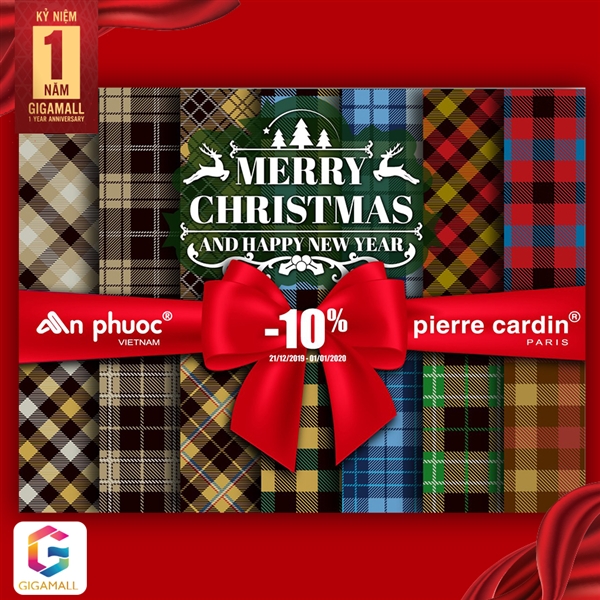 KỶ NIỆM
1
NĂM
GIGAMALL
1 YEAR ANNIVERSARY
MERRY
CHRISTMAS
AND HAPPY NEW YEAR
An phuoc®
VIETNAM
-10%
21/12/2019 - 01/01/2020
pierre cardin®
PARIS
GIGAMALL